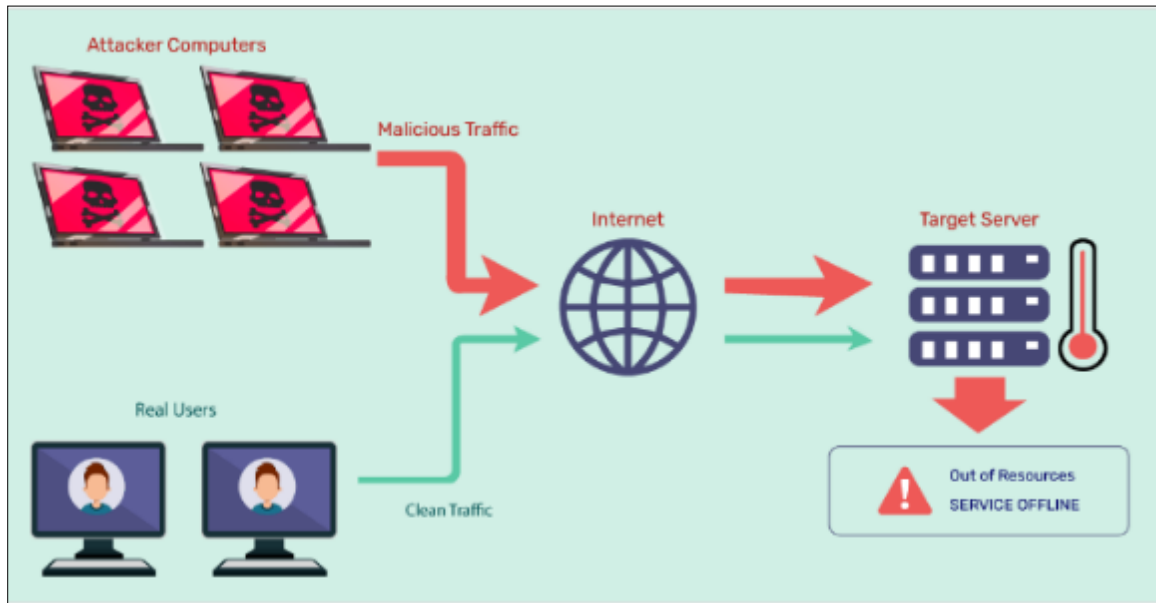 Attacker Computers
Malicious Traffic
Internet
Target Server
Real Users
Clean Traffic
Out of Resources
SERVICE OFFLINE